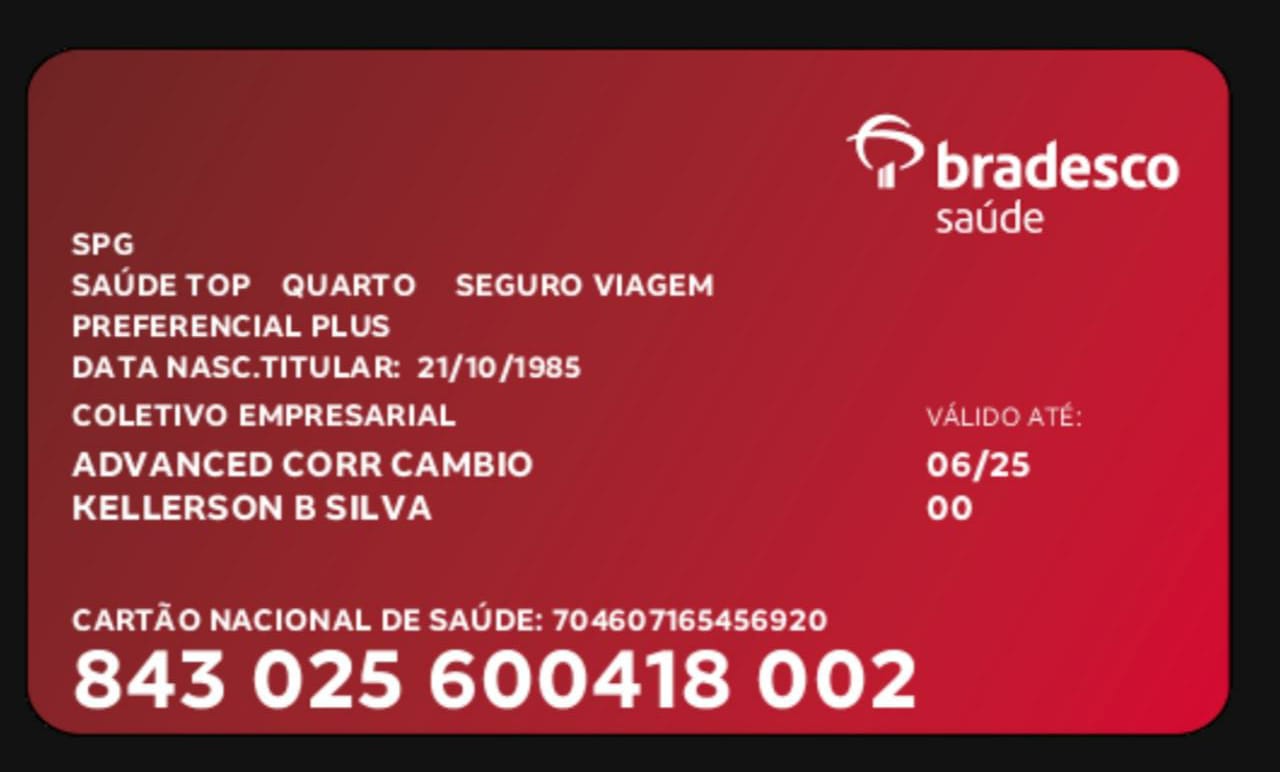 bradesco
saúde
SPG
SAÚDE TOP QUARTO SEGURO VIAGEM
PREFERENCIAL PLUS
DATA NASC.TITULAR: 21/10/1985
COLETIVO EMPRESARIAL
VÁLIDO ATÉ:
ADVANCED CORR CAMBIO
06/25
KELLERSON B SILVA
00
CARTÃO NACIONAL DE SAÚDE: 704607165456920
843 025 600418 002